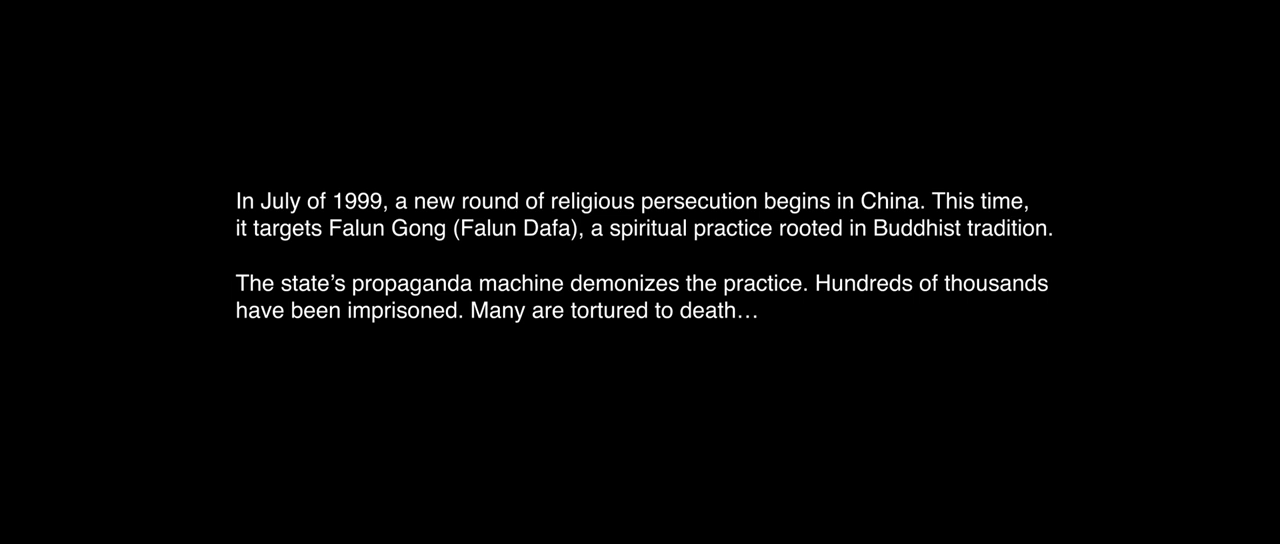 In July of 1999, a new round of religious persecution begins in China. This time,
it targets Falun Gong (Falun Dafa), a spiritual practice rooted in Buddhist tradition.
The state’s propaganda machine demonizes the practice. Hundreds of thousands
have been imprisoned. Many are tortured to death…